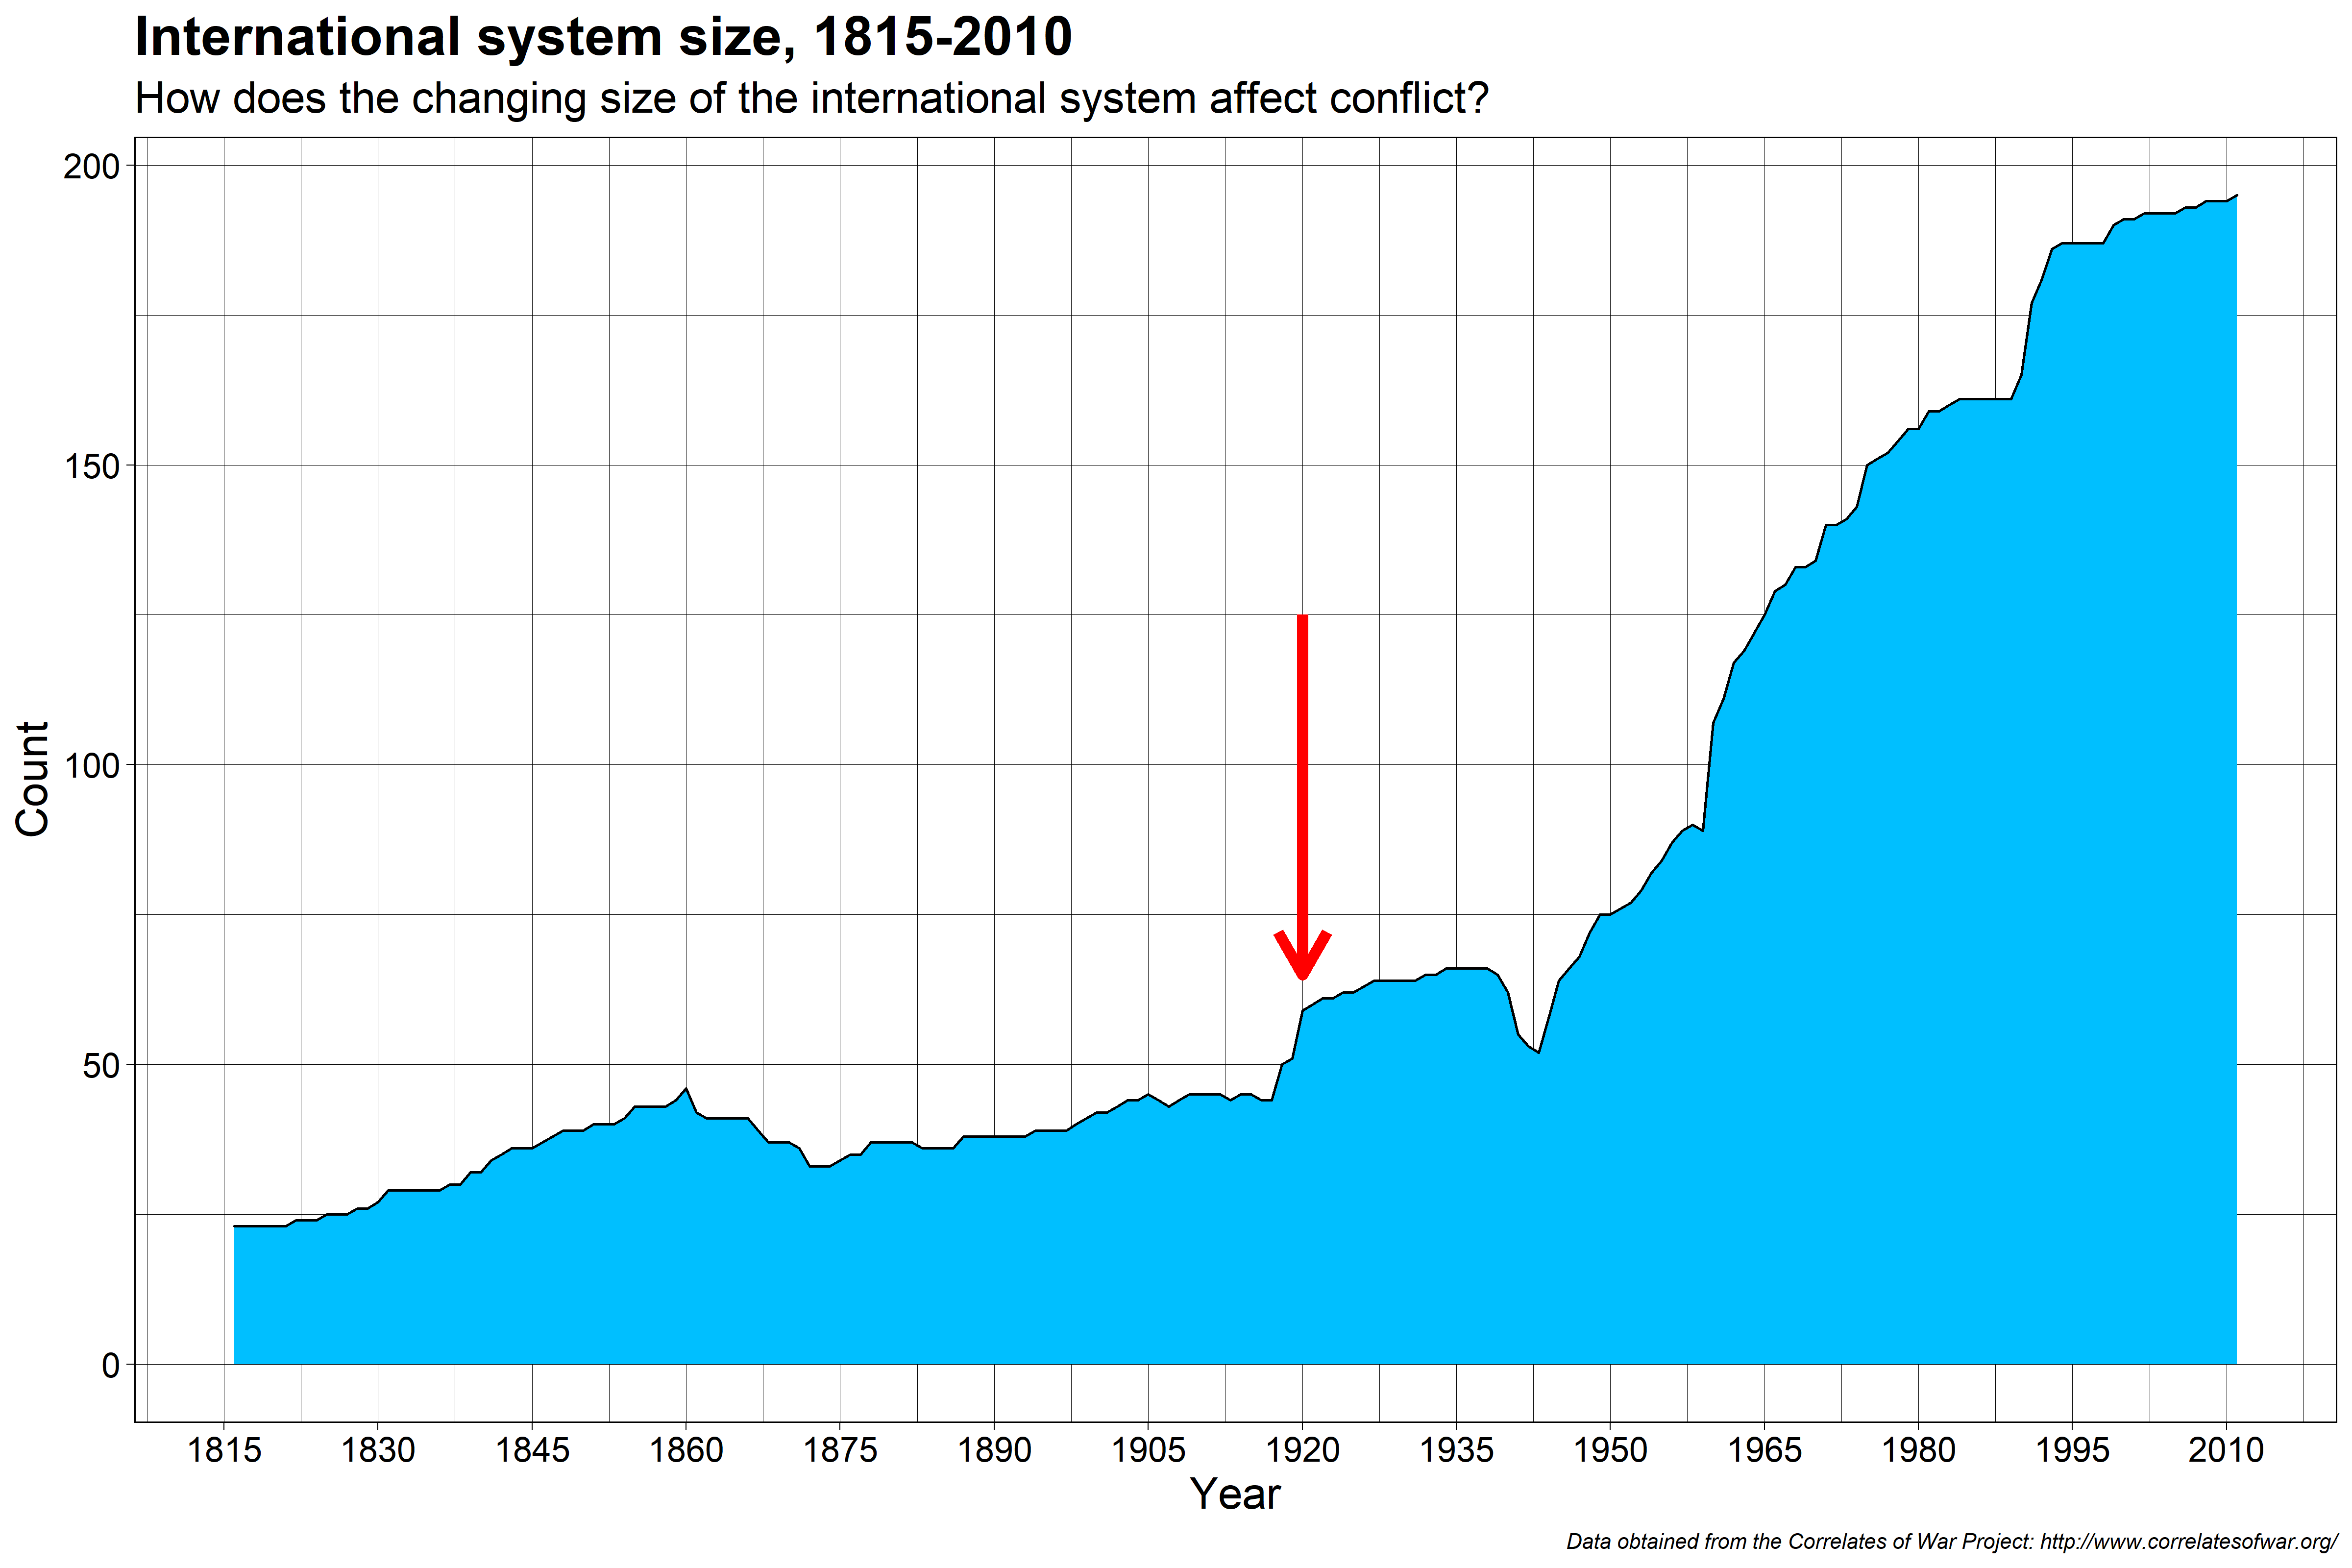 International system size, 1815-2010
How does the changing size of the international system affect conflict?
200
150
100
50
0
Count
1815 1830 1845 1860 1875 1890 1905 1920 1935 1950 1965 1980 1995 2010
Year
Data obtained from the Correlates of War Project: http://www.correlatesofwar.org/